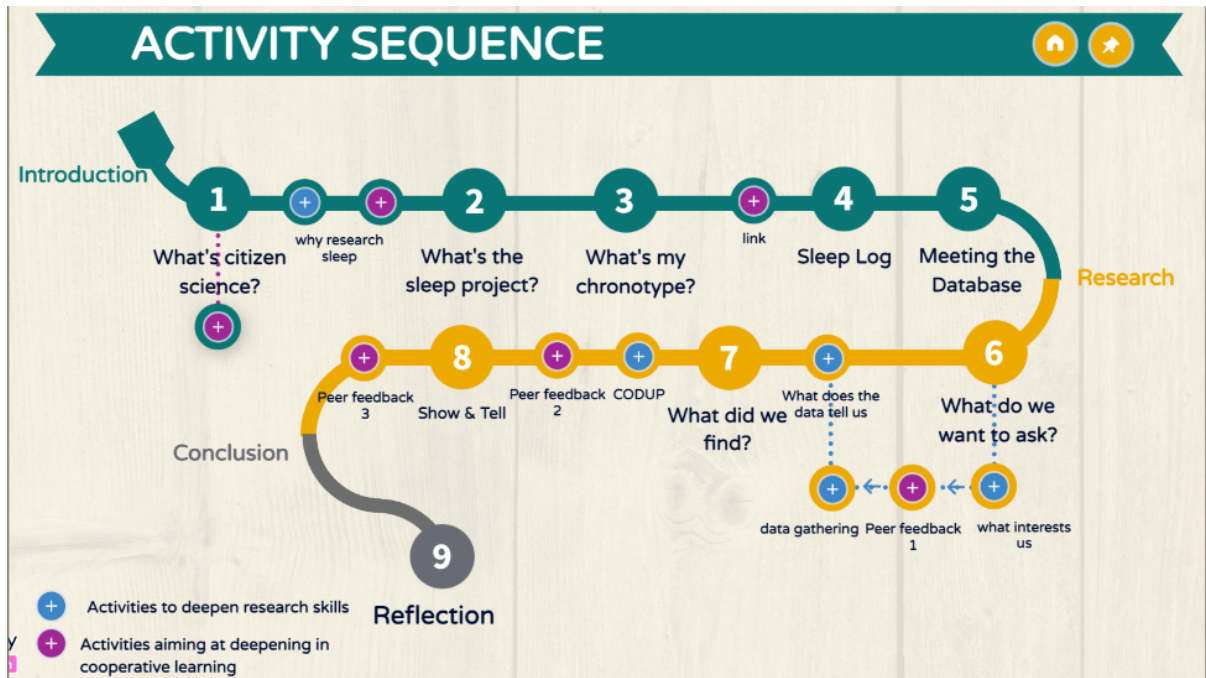 ACTIVITY SEQUENCE
Introduction
1
2
3
4
5
why research
sleep
link
What's citizen
science?
What's the
sleep project?
What's my
chronotype?
Sleep Log
Meeting the
Database
Research
8
7
6
Peer feedback
3
Show & Tell
Peer feedback
2
CODUP
What did we
find?
What does the
data tell us
What do we
want to ask?
data gathering
Peer feedback
1
what interests
us
Conclusion
9
Reflection
Activities to deepen research skills
Activities aiming at deepening in
cooperative learning
y